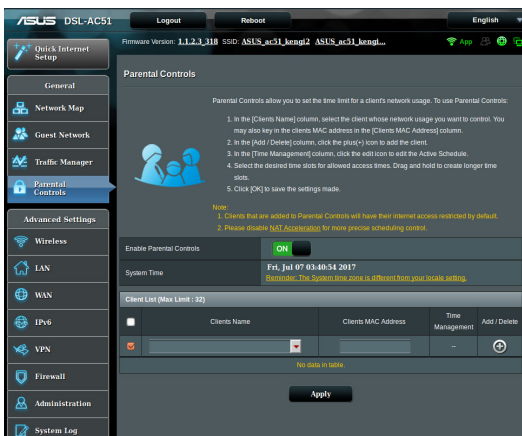 ASUS DSL-AC51
Logout
Reboot
English
Quick Internet Setup
Firmware Version: 1.1.2.3_318 SSID: ASUS_ac51_kengi2 ASUS_ac51_kengi...
App
General
Network Map
Guest Network
Traffic Manager
Parental Controls
Advanced Settings
Wireless
LAN
WAN
IPv6
VPN
Firewall
Administration
System Log
Parental Controls
Parental Controls allow you to set the time limit for a client's network usage. To use Parental Controls:
1. In the [Clients Name] column, select the client whose network usage you want to control. You
may also key in the clients MAC address in the [Clients MAC Address] column.
2. In the [Add / Delete] column, click the plus(+) icon to add the client.
3. In the [Time Management] column, click the edit icon to edit the Active Schedule.
4. Select the desired time slots for allowed access times. Drag and hold to create longer time
slots.
5. Click [OK] to save the settings made.
Note:
1. Clients that are added to Parental Controls will have their internet access restricted by default.
2. Please disable NAT Acceleration for more precise scheduling control.
Enable Parental Controls
ON
System Time
Fri, Jul 07 03:40:54 2017
Reminder: The System time zone is different from your locale setting.
Client List (Max Limit : 32)
Clients Name
Clients MAC Address
Time Management
Add / Delete
--
No data in table.
Apply